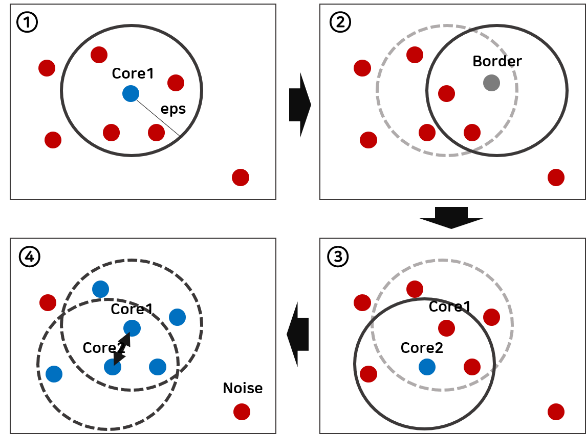 ①
Core1
eps
②
Border
④
Core1
Core2
Noise
③
Core1
Core2